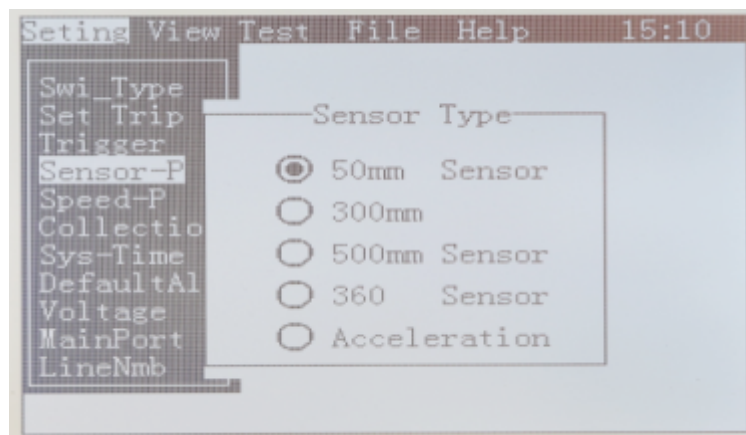 Seting View Test File Help 15:10
Swi_Type
Set Trip
Trigger
Sensor-P
Speed-P
Collectio
Sys-Time
DefaultAl
Voltage
MainPort
LineNmb
Sensor Type
50mm Sensor
300mm
500mm Sensor
360 Sensor
Acceleration